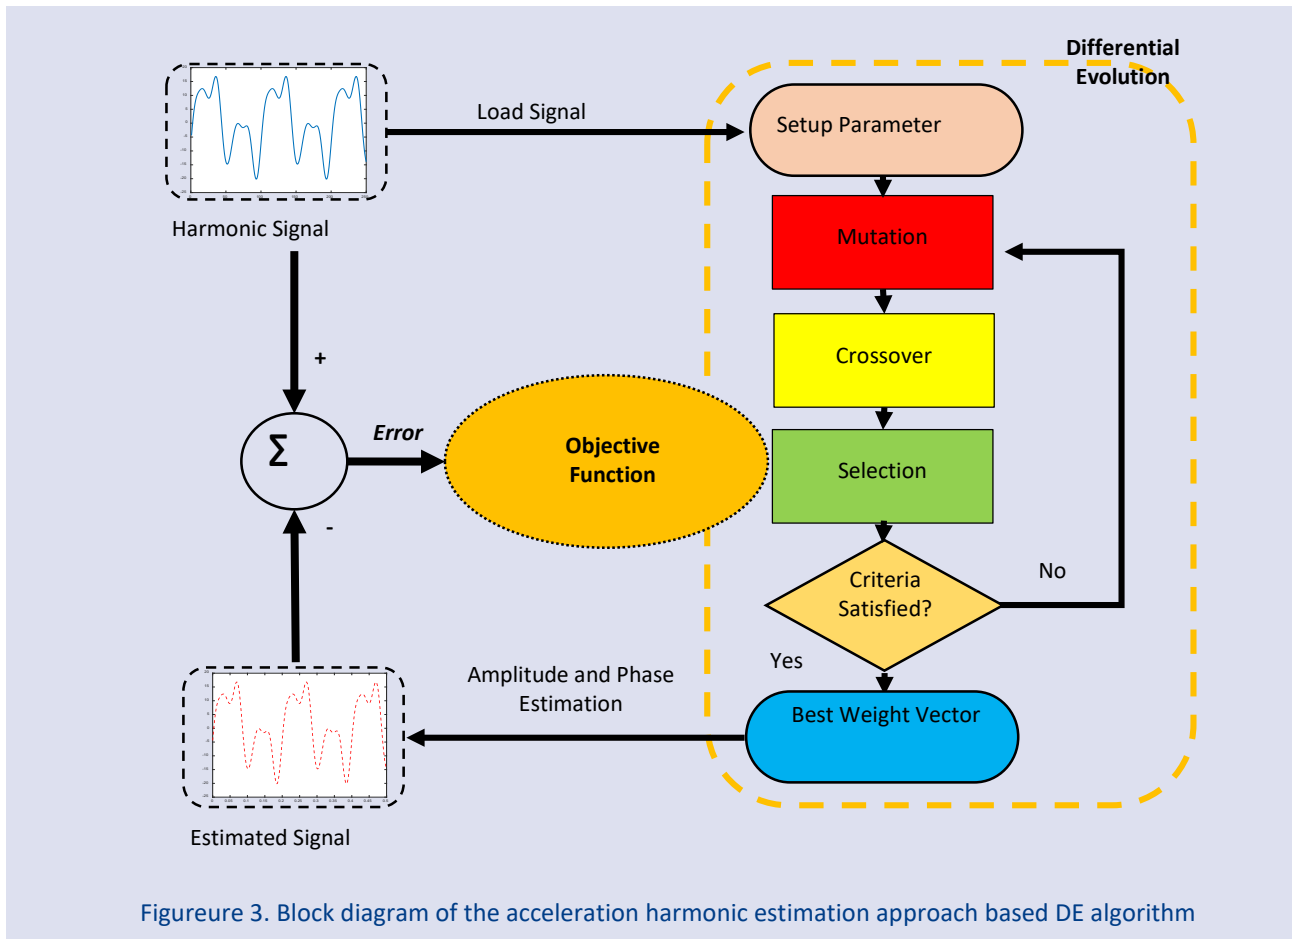 Differential
Evolution
Load Signal
Setup Parameter
Harmonic Signal
Mutation
+
Crossover
Σ
Error
Objective
Function
Selection
-
Criteria
Satisfied?
No
Yes
Amplitude and Phase
Estimation
Best Weight Vector
Estimated Signal
Figureure 3. Block diagram of the acceleration harmonic estimation approach based DE algorithm